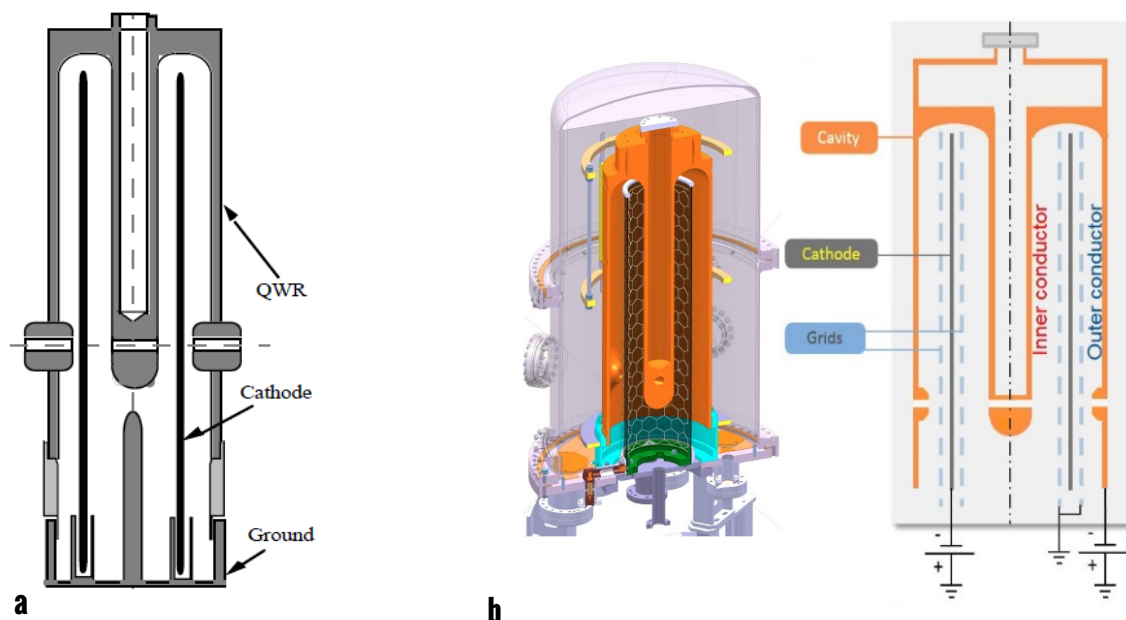 QWR
Cathode
Ground
a
Cavity
Cathode
Grids
Inner conductor
Outer conductor
-
+
-
+
h